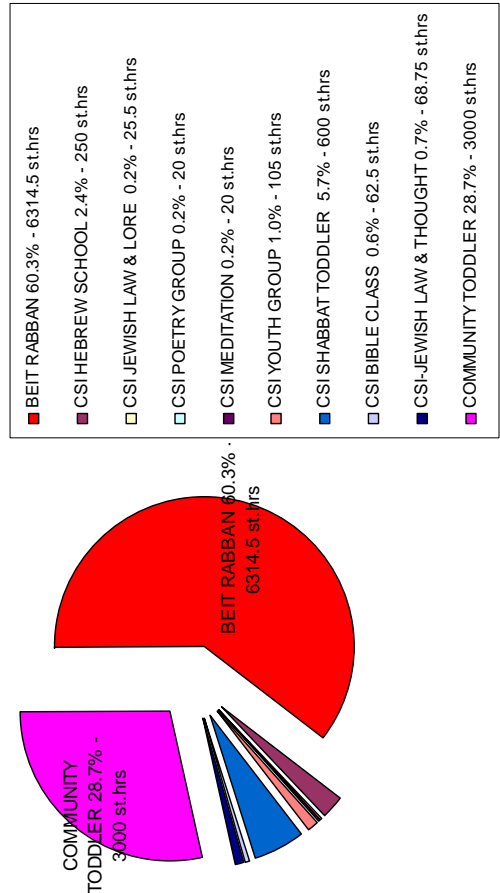 COMMUNITY
TODDLER 28.7% -
3000 st.hrs
BEIT RABBAN 60.3% -
6314.5 st.hrs
BEIT RABBAN 60.3% - 6314.5 st.hrs
CSI HEBREW SCHOOL 2.4% - 250 st.hrs
CSI JEWISH LAW & LORE 0.2% - 25.5 st.hrs
CSI POETRY GROUP 0.2% - 20 st.hrs
CSI MEDITATION 0.2% - 20 st.hrs
CSI YOUTH GROUP 1.0% - 105 st.hrs
CSI SHABBAT TODDLER 5.7% - 600 st.hrs
CSI BIBLE CLASS 0.6% - 62.5 st.hrs
CSI-JEWISH LAW & THOUGHT 0.7% - 68.75 st.hrs
COMMUNITY TODDLER 28.7% - 3000 st.hrs